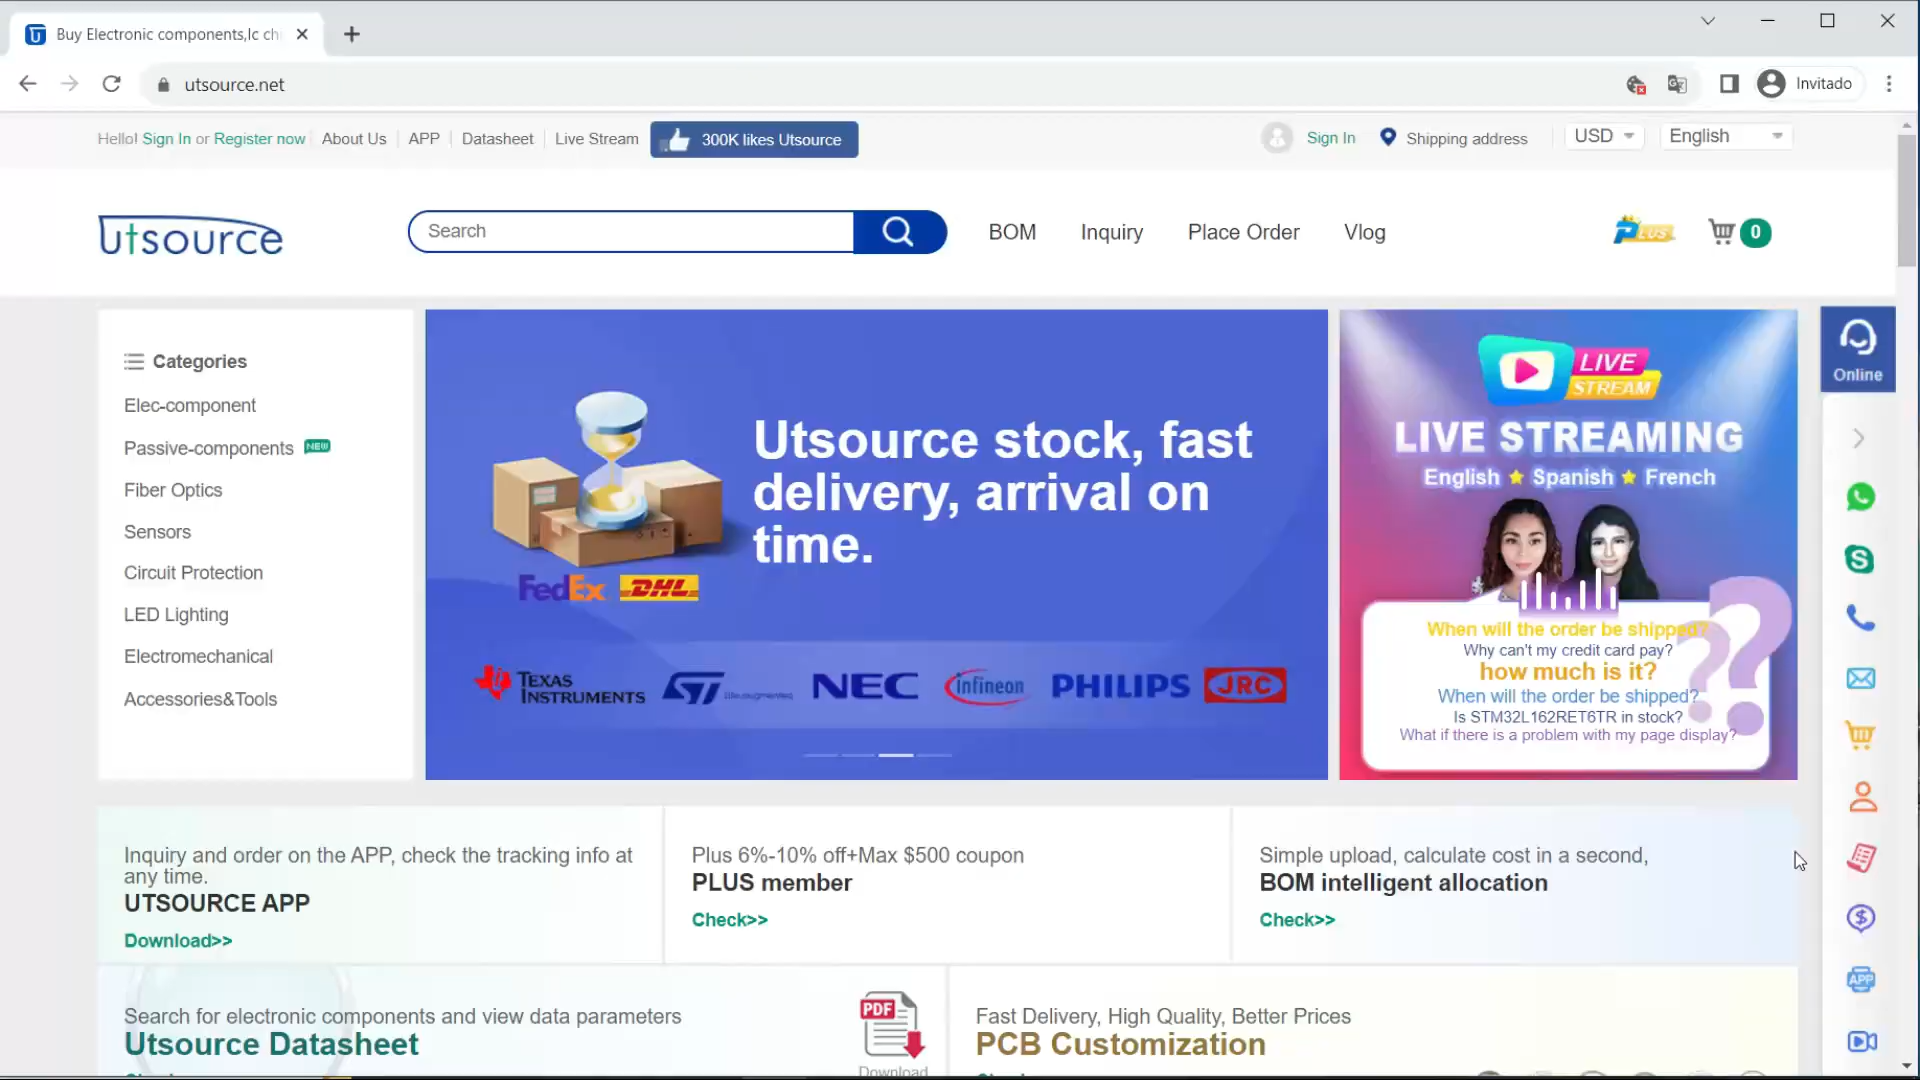 Buy Electronic components,Ic chi
utsource.net
Invitado
Hello! Sign In or Register now
About Us
APP
Datasheet
Live Stream
300K likes Utsource
Sign In
Shipping address
USD
English
utsource
Search
BOM
Inquiry
Place Order
Vlog
PLUS
0
Categories
Elec-component
Passive-components NEW
Fiber Optics
Sensors
Circuit Protection
LED Lighting
Electromechanical
Accessories&Tools
Utsource stock, fast
delivery, arrival on
time.
FedEx
DHL
TEXAS
INSTRUMENTS
ST
NEC
infineon
PHILIPS
JRC
LIVE
STREAM
LIVE STREAMING
English ★ Spanish ★ French
When will the order be shipped?
Why can't my credit card pay?
how much is it?
When will the order be shipped?
Is STM32L162RET6TR in stock?
What if there is a problem with my page display?
Online
Inquiry and order on the APP, check the tracking info at
any time.
UTSOURCE APP
Download>>
Plus 6%-10% off+Max $500 coupon
PLUS member
Check>>
Simple upload, calculate cost in a second,
BOM intelligent allocation
Check>>
APP
Search for electronic components and view data parameters
Utsource Datasheet
PDF
Download
Fast Delivery, High Quality, Better Prices
PCB Customization